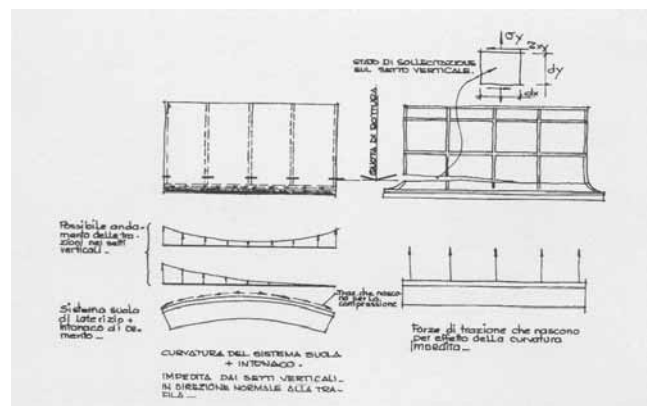 σy
τxy
STATO DI SOLLECITAZIONE
SUL SETTO VERTICALE.
dy
dx
QUOTA DI ROTTURA
Possibile anda-
mento delle tra-
zioni nei setti
verticali _
Sistema suola
di laterizio +
intonaco di ce-
mento _
Traz. che nasco-
no per la
compressione
CURVATURA DEL SISTEMA SUOLA
+ INTONACO -
IMPEDITA DAI SETTI VERTICALI _
IN DIREZIONE NORMALE ALLA TRA-
FILA _
Forze di trazione che nascono
per effetto della curvatura
impedita _